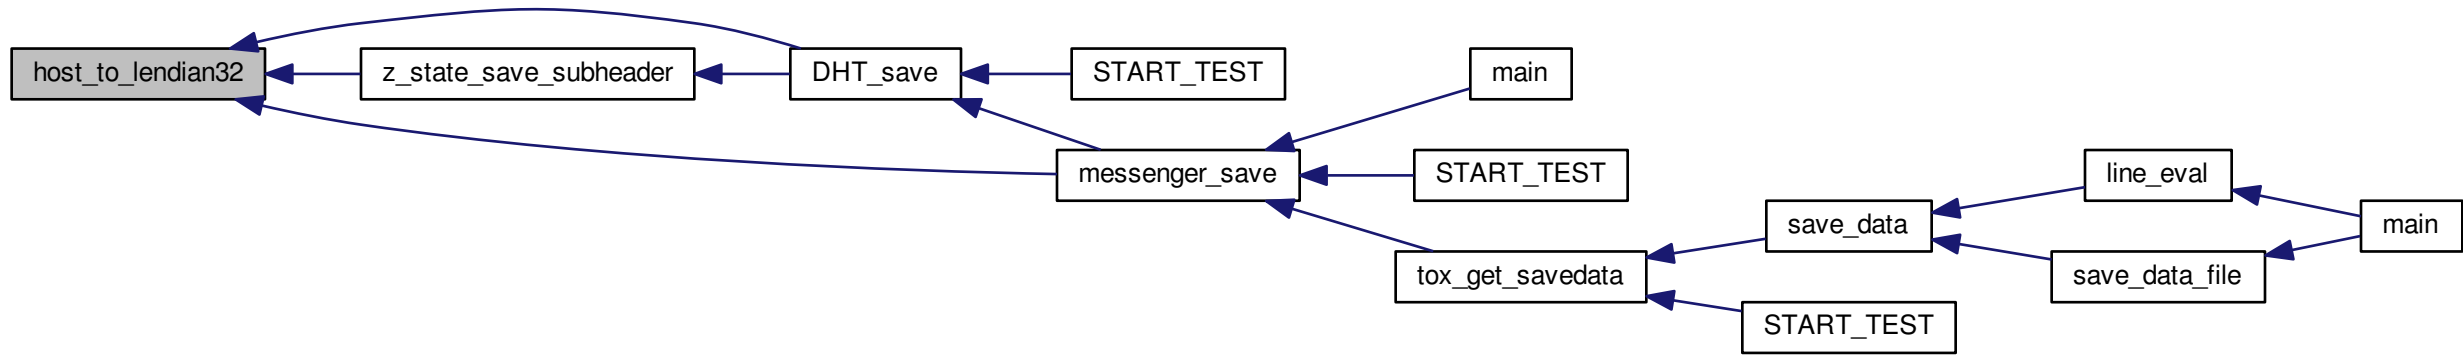 host_to_lendian32
z_state_save_subheader
DHT_save
START_TEST
main
messenger_save
START_TEST
line_eval
save_data
main
tox_get_savedata
save_data_file
START_TEST